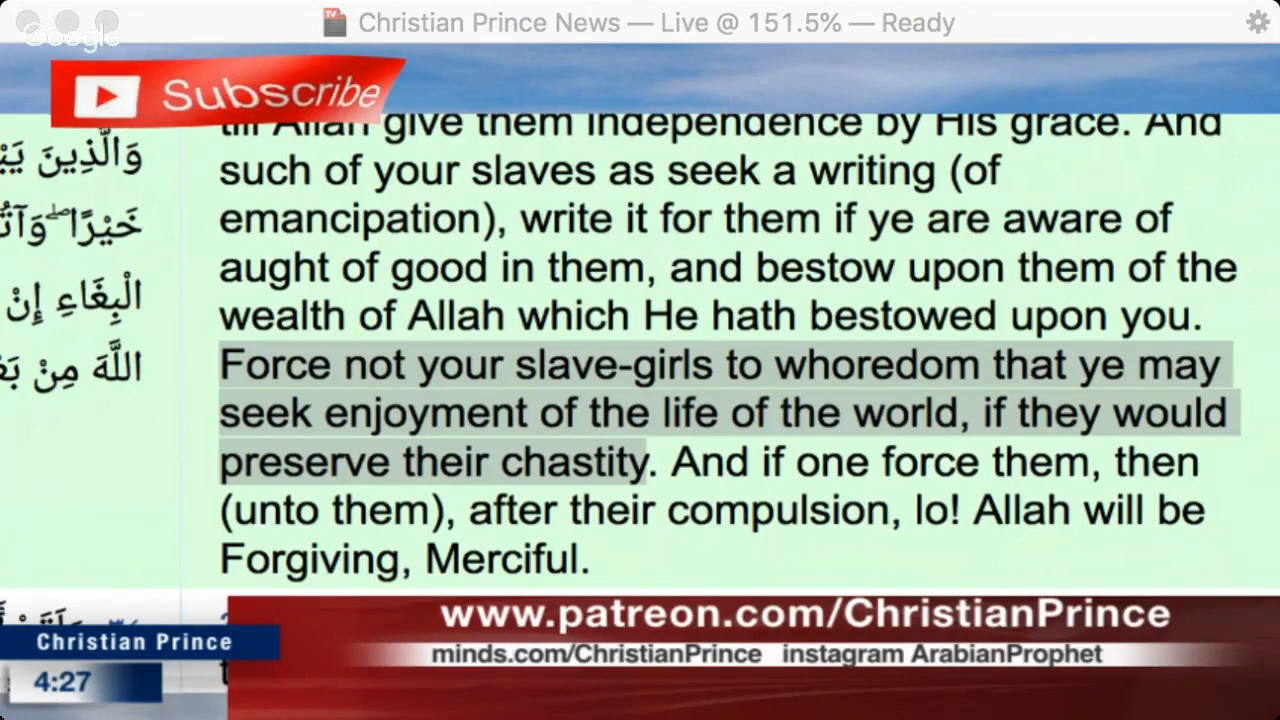 Christian Prince News — Live @ 151.5% — Ready
Google
Subscribe
till Allah give them independence by His grace. And
such of your slaves as seek a writing (of
emancipation), write it for them if ye are aware of
aught of good in them, and bestow upon them of the
wealth of Allah which He hath bestowed upon you.
Force not your slave-girls to whoredom that ye may
seek enjoyment of the life of the world, if they would
preserve their chastity. And if one force them, then
(unto them), after their compulsion, lo! Allah will be
Forgiving, Merciful.
وَالَّذِينَ
خَيْرًا ۖ
الْبِغَاءِ إِنْ
اللَّهَ مِنْ
www.patreon.com/ChristianPrince
minds.com/ChristianPrince instagram ArabianProphet
Christian Prince
4:27